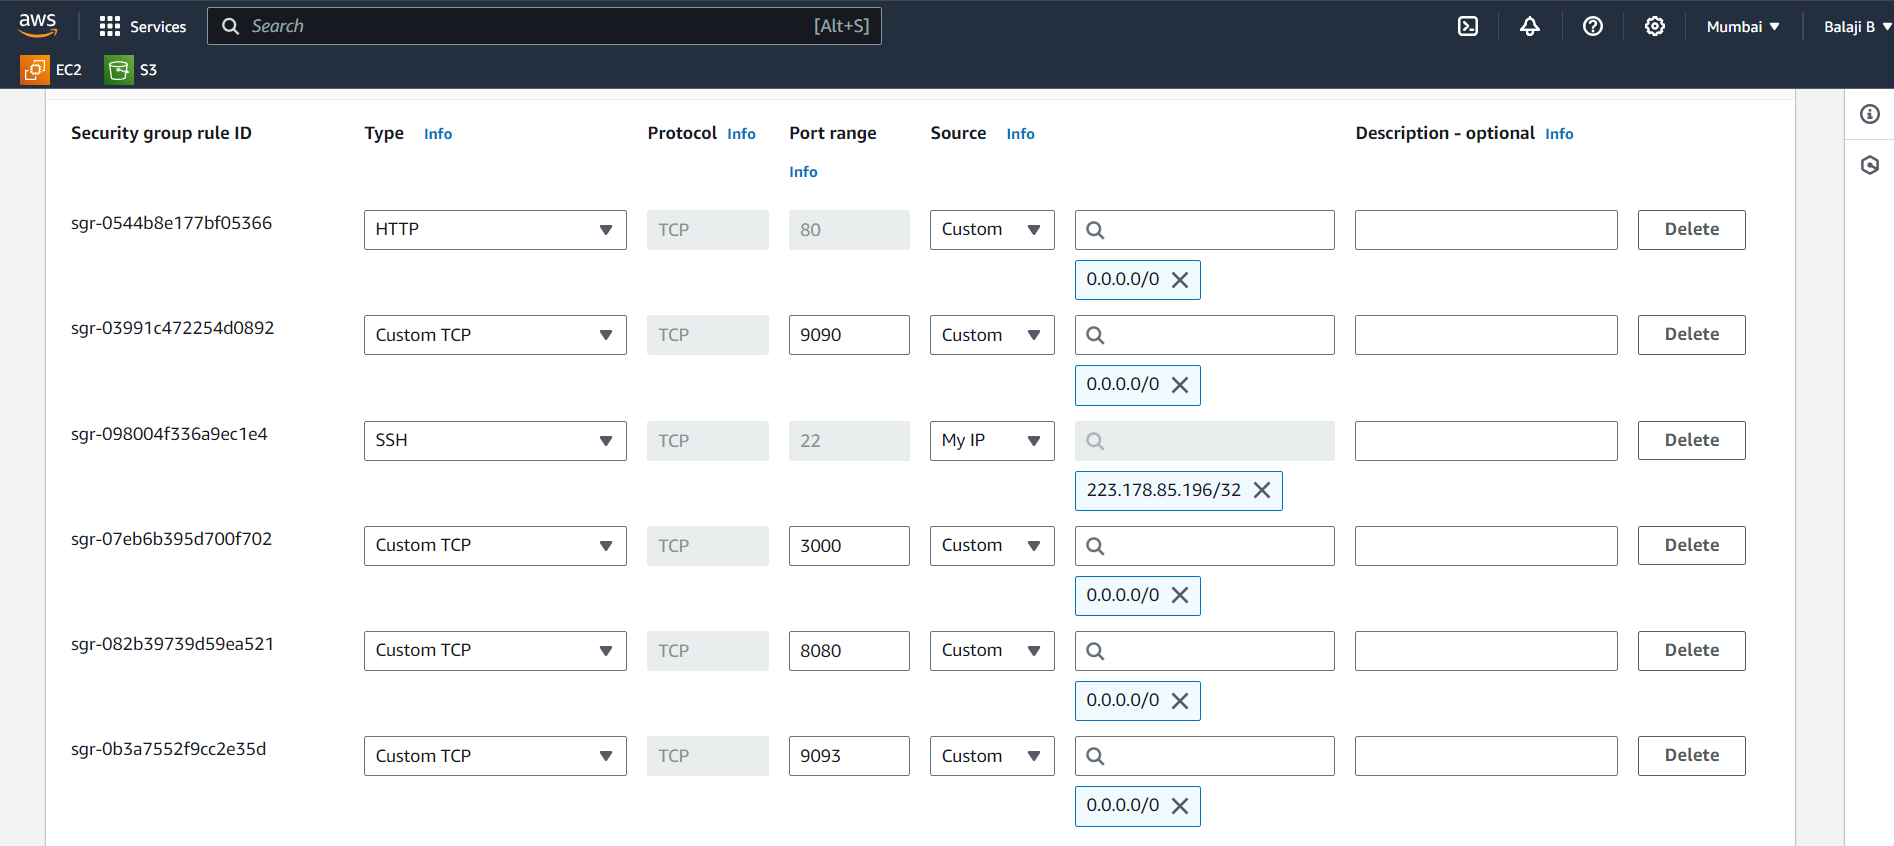 aws
Services
Search [Alt+S]
Mumbai
Balaji B
EC2
S3
Security group rule ID Type Info Protocol Info Port range Info Source Info Description - optional Info
sgr-0544b8e177bf05366 HTTP TCP 80 Custom Delete
0.0.0.0/0
sgr-03991c472254d0892 Custom TCP TCP 9090 Custom Delete
0.0.0.0/0
sgr-098004f336a9ec1e4 SSH TCP 22 My IP Delete
223.178.85.196/32
sgr-07eb6b395d700f702 Custom TCP TCP 3000 Custom Delete
0.0.0.0/0
sgr-082b39739d59ea521 Custom TCP TCP 8080 Custom Delete
0.0.0.0/0
sgr-0b3a7552f9cc2e35d Custom TCP TCP 9093 Custom Delete
0.0.0.0/0